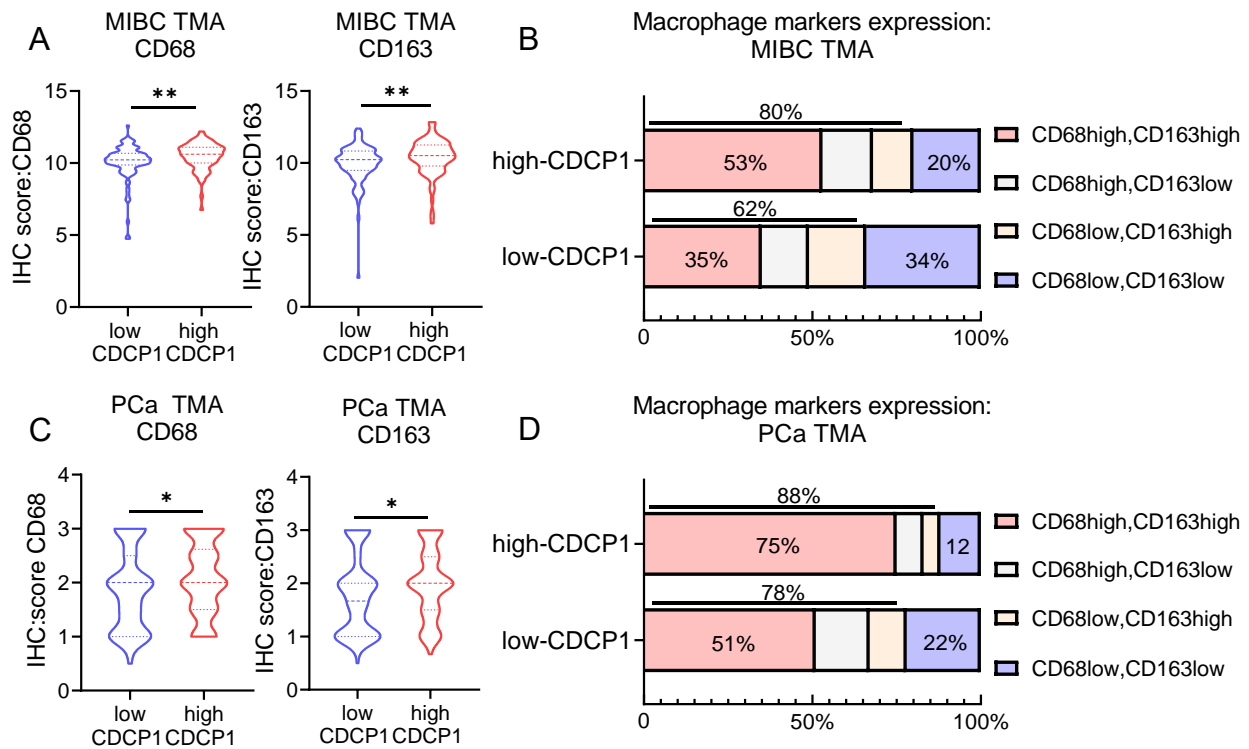 A
MIBC TMA
CD68
IHC score:CD68
15
10
5
0
**
low
CDCP1
high
CDCP1
MIBC TMA
CD163
IHC score:CD163
15
10
5
0
**
low
CDCP1
high
CDCP1
B
Macrophage markers expression:
MIBC TMA
80%
high-CDCP1
53%
20%
62%
low-CDCP1
35%
34%
0
50%
100%
CD68high,CD163high
CD68high,CD163low
CD68low,CD163high
CD68low,CD163low
C
PCa TMA
CD68
IHC:score CD68
4
3
2
1
0
*
low
CDCP1
high
CDCP1
PCa TMA
CD163
IHC score:CD163
4
3
2
1
0
*
low
CDCP1
high
CDCP1
D
Macrophage markers expression:
PCa TMA
88%
high-CDCP1
75%
12
78%
low-CDCP1
51%
22%
0
50%
100%
CD68high,CD163high
CD68high,CD163low
CD68low,CD163high
CD68low,CD163low